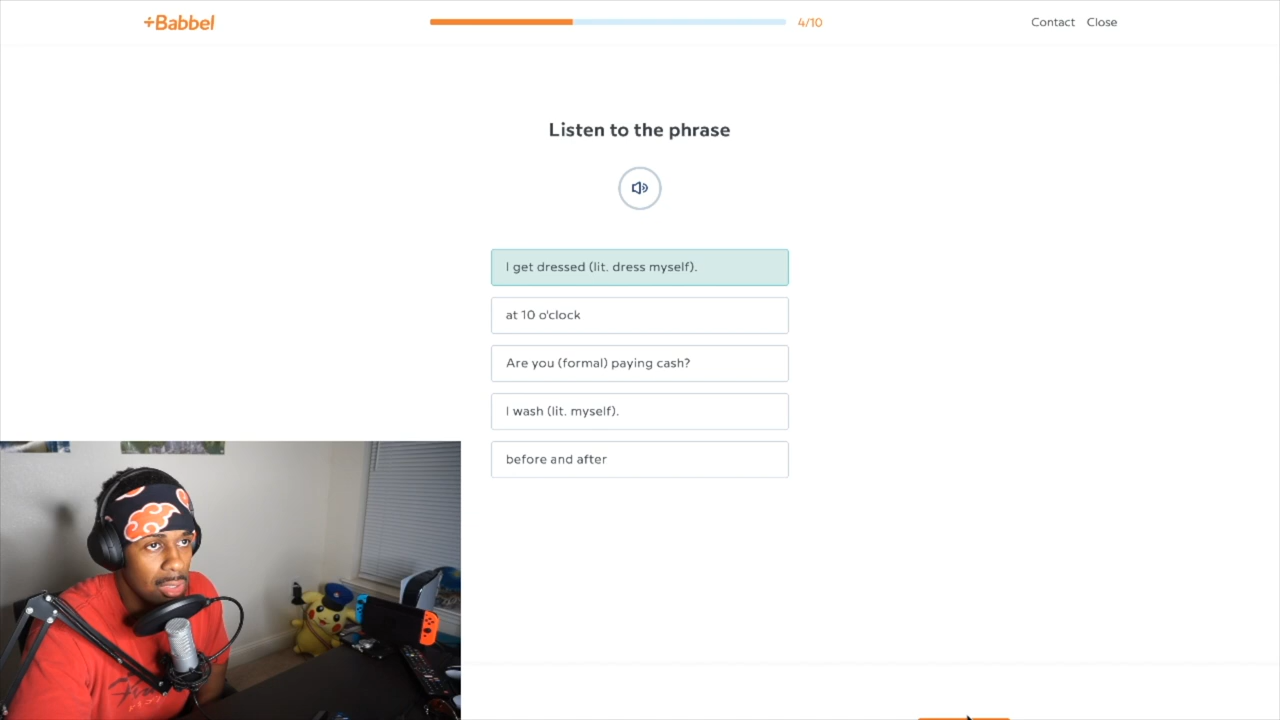 +Babbel
4/10
Contact
Close
Listen to the phrase
I get dressed (lit. dress myself).
at 10 o'clock
Are you (formal) paying cash?
I wash (lit. myself).
before and after